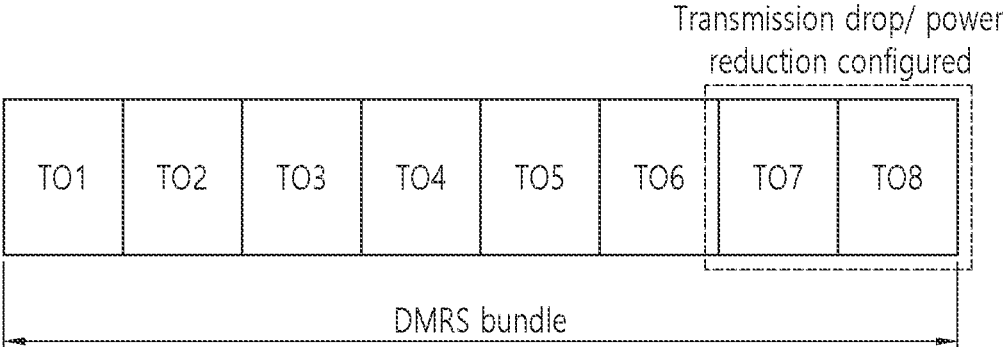 Transmission drop/ power
reduction configured
TO1 TO2 TO3 TO4 TO5 TO6 TO7 TO8
DMRS bundle